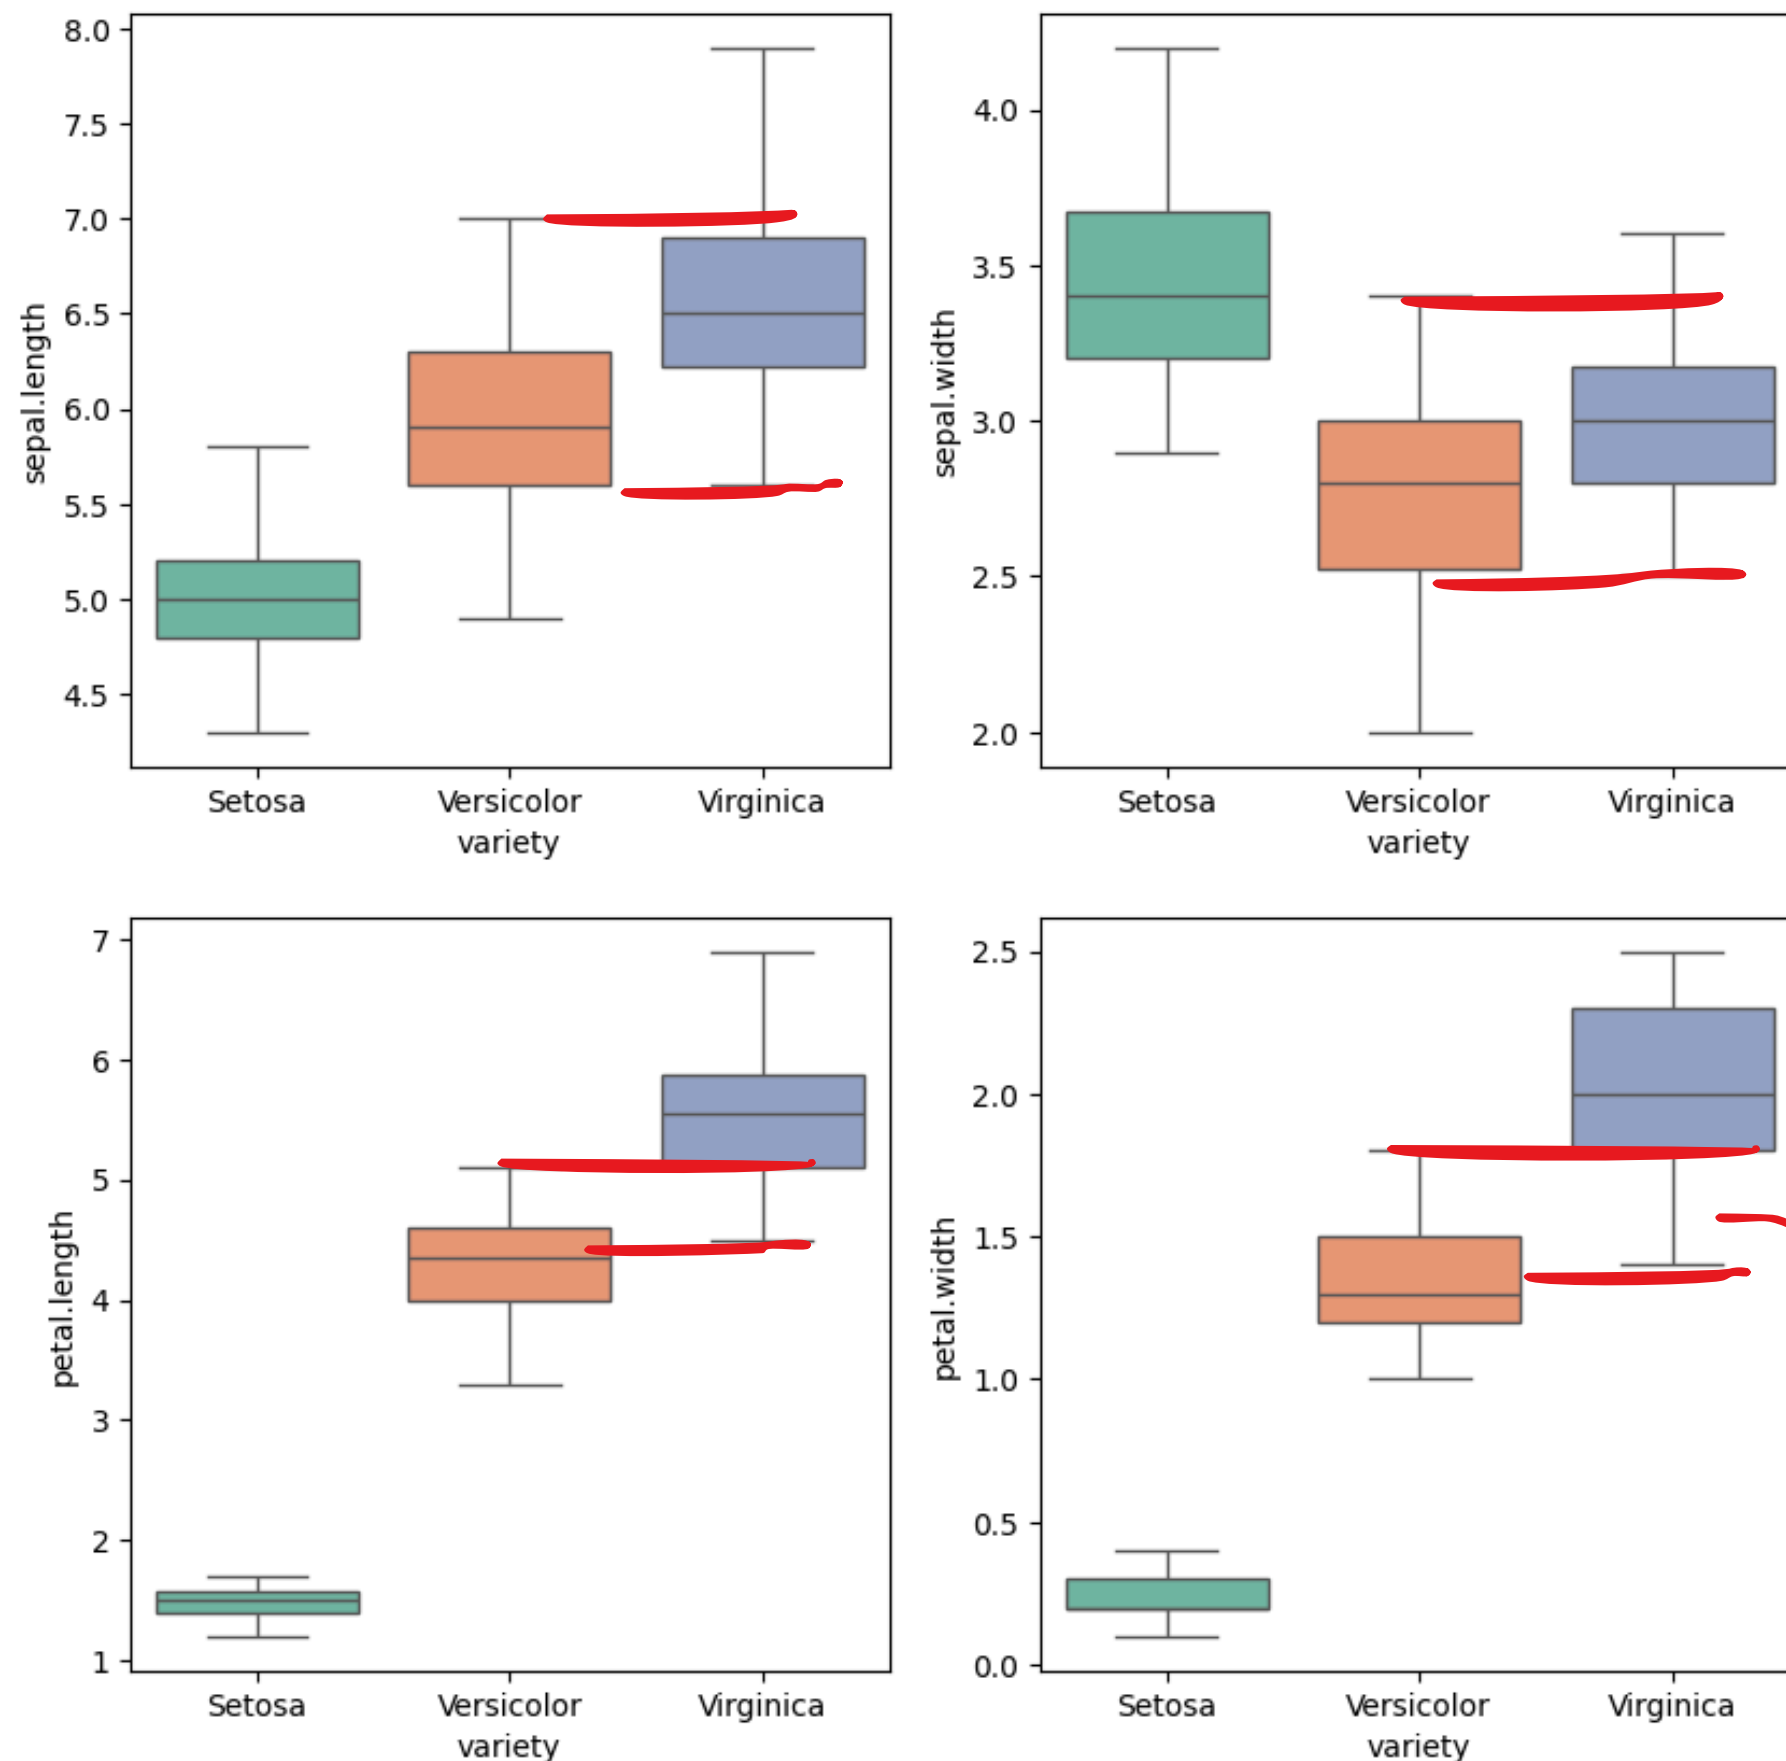 8.0
7.5
7.0
6.5
6.0
5.5
5.0
4.5
sepal.length
Setosa Versicolor Virginica
variety
4.0
3.5
3.0
2.5
2.0
sepal.width
Setosa Versicolor Virginica
variety
7
6
5
4
3
2
1
petal.length
Setosa Versicolor Virginica
variety
2.5
2.0
1.5
1.0
0.5
0.0
petal.width
Setosa Versicolor Virginica
variety